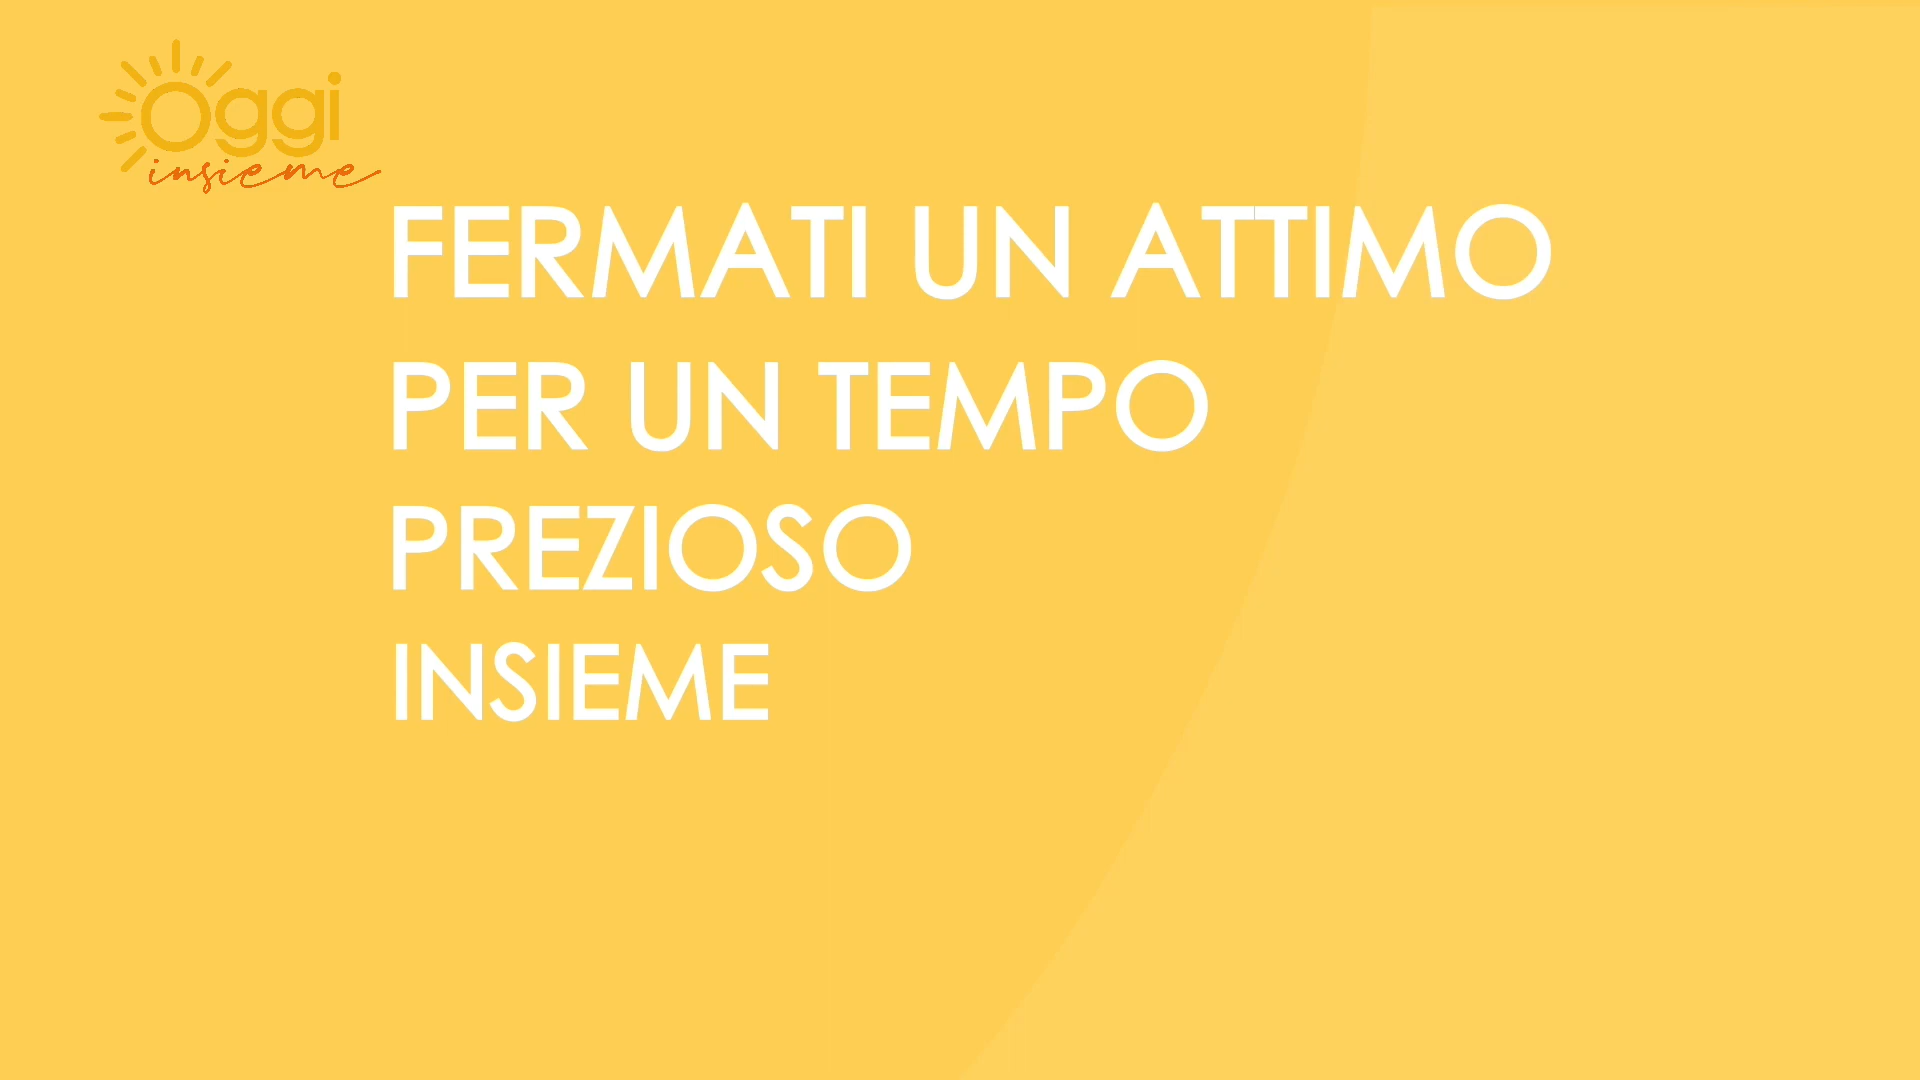 Oggi
insieme
FERMATI UN ATTIMO
PER UN TEMPO
PREZIOSO
INSIEME